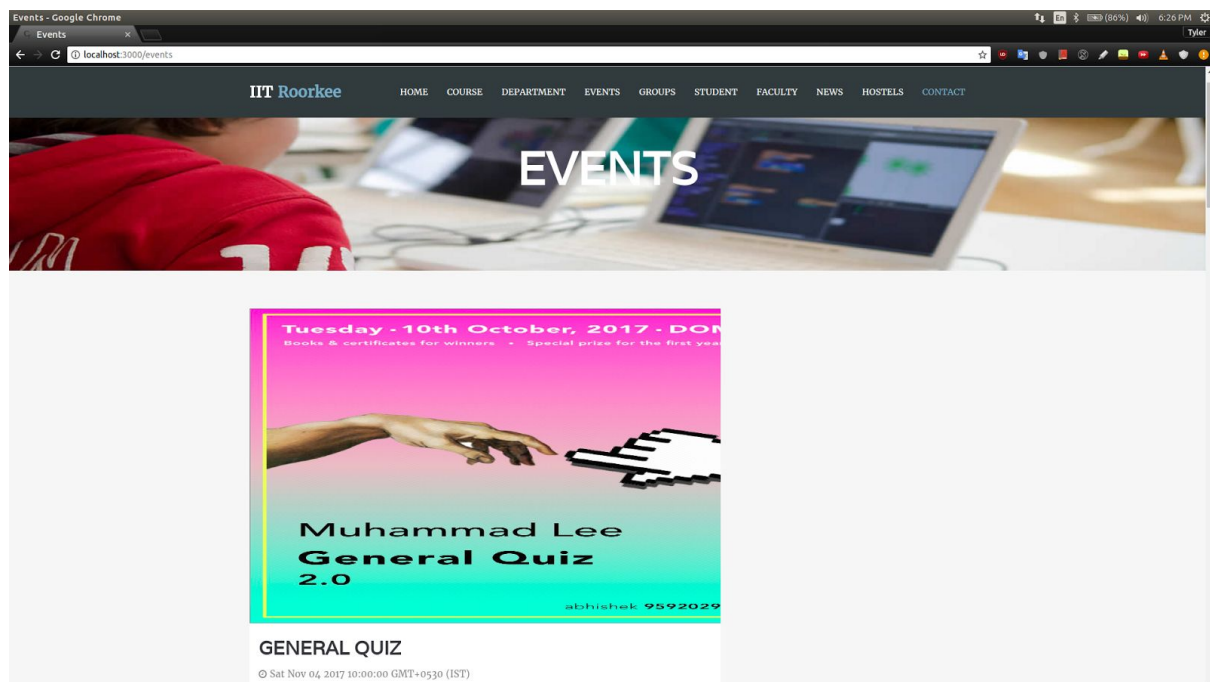 Events - Google Chrome
En (86%) 6:26 PM
Events ×
Tyler
localhost:3000/events
IIT Roorkee HOME COURSE DEPARTMENT EVENTS GROUPS STUDENT FACULTY NEWS HOSTELS CONTACT
EVENTS
Tuesday - 10th October, 2017 - DOM
Books & certificates for winners • Special prize for the first yea
Muhammad Lee
General Quiz
2.0
abhishek 9592029
GENERAL QUIZ
Sat Nov 04 2017 10:00:00 GMT+0530 (IST)